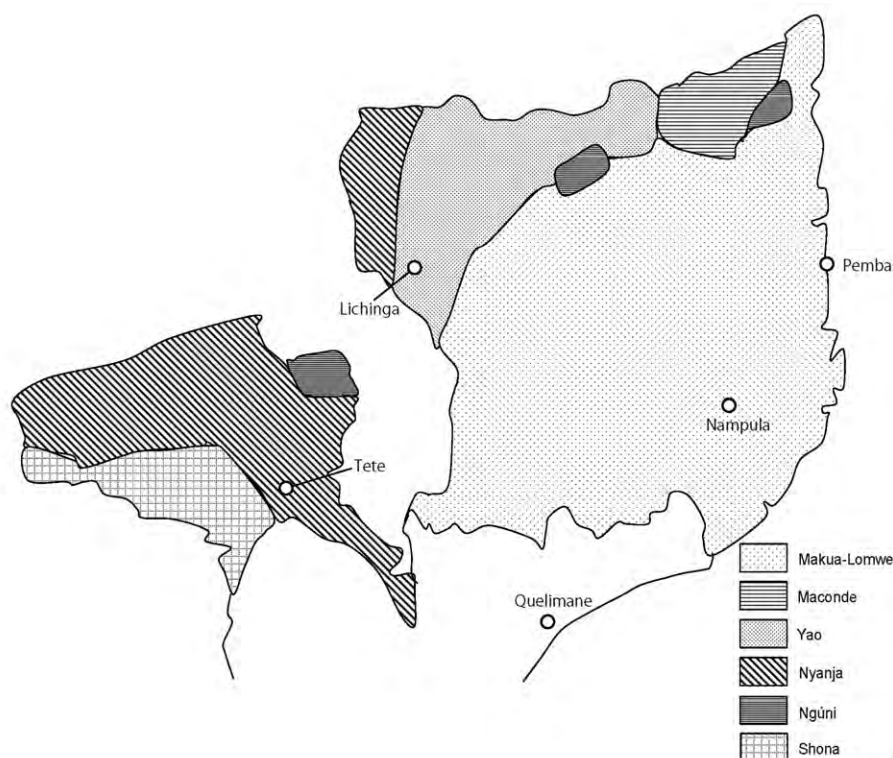 Pemba
Lichinga
Nampula
Tete
Quelimane
Makua-Lomwe
Maconde
Yao
Nyanja
Ngúni
Shona